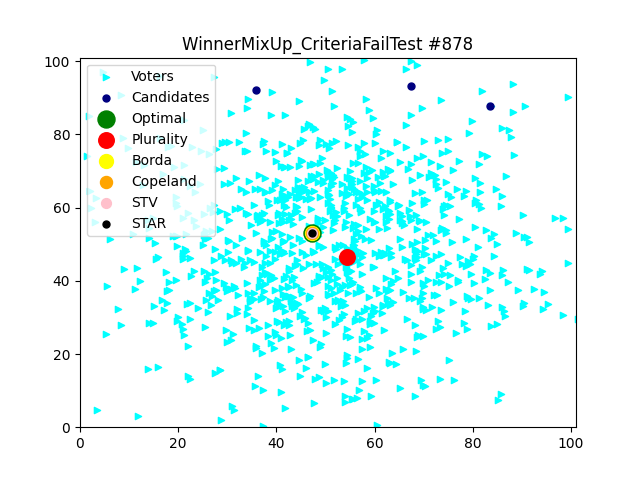 WinnerMixUp_CriteriaFailTest #878
Voters
Candidates
Optimal
Plurality
Borda
Copeland
STV
STAR
100
80
60
40
20
0
0 20 40 60 80 100